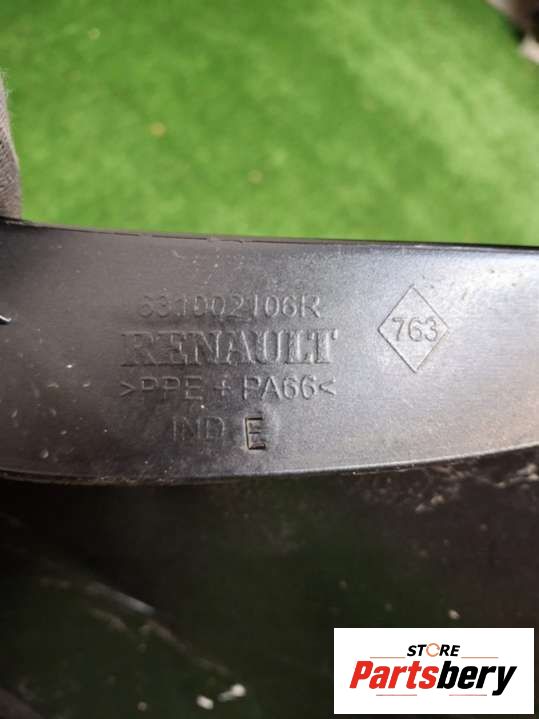 631002106R
RENAULT
>PPE + PA66<
IND E
763
STORE
Partsbery